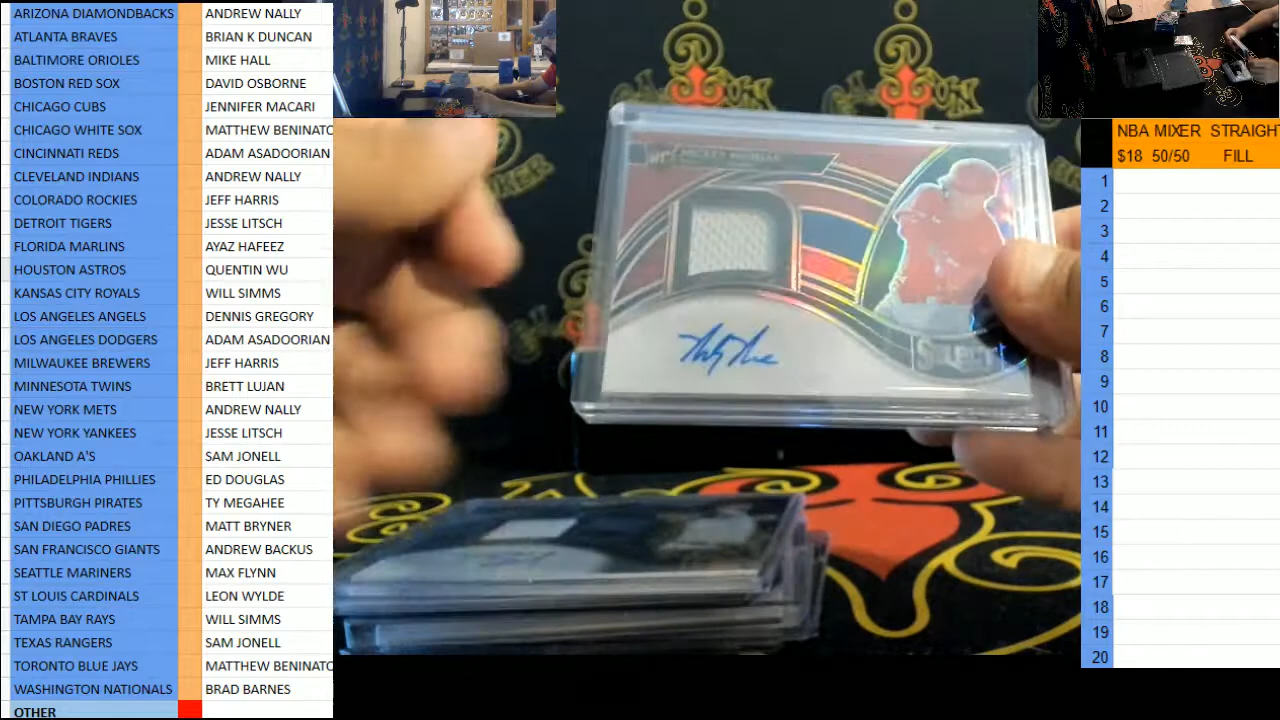 ARIZONA DIAMONDBACKS ANDREW NALLY
ATLANTA BRAVES BRIAN K DUNCAN
BALTIMORE ORIOLES MIKE HALL
BOSTON RED SOX DAVID OSBORNE
CHICAGO CUBS JENNIFER MACARI
CHICAGO WHITE SOX MATTHEW BENINATO
CINCINNATI REDS ADAM ASADOORIAN
CLEVELAND INDIANS ANDREW NALLY
COLORADO ROCKIES JEFF HARRIS
DETROIT TIGERS JESSE LITSCH
FLORIDA MARLINS AYAZ HAFEEZ
HOUSTON ASTROS QUENTIN WU
KANSAS CITY ROYALS WILL SIMMS
LOS ANGELES ANGELS DENNIS GREGORY
LOS ANGELES DODGERS ADAM ASADOORIAN
MILWAUKEE BREWERS JEFF HARRIS
MINNESOTA TWINS BRETT LUJAN
NEW YORK METS ANDREW NALLY
NEW YORK YANKEES JESSE LITSCH
OAKLAND A'S SAM JONELL
PHILADELPHIA PHILLIES ED DOUGLAS
PITTSBURGH PIRATES TY MEGAHEE
SAN DIEGO PADRES MATT BRYNER
SAN FRANCISCO GIANTS ANDREW BACKUS
SEATTLE MARINERS MAX FLYNN
ST LOUIS CARDINALS LEON WYLDE
TAMPA BAY RAYS WILL SIMMS
TEXAS RANGERS SAM JONELL
TORONTO BLUE JAYS MATTHEW BENINATO
WASHINGTON NATIONALS BRAD BARNES
OTHER
NBA MIXER STRAIGHT
$18 50/50 FILL
1
2
3
4
5
6
7
8
9
10
11
12
13
14
15
16
17
18
19
20